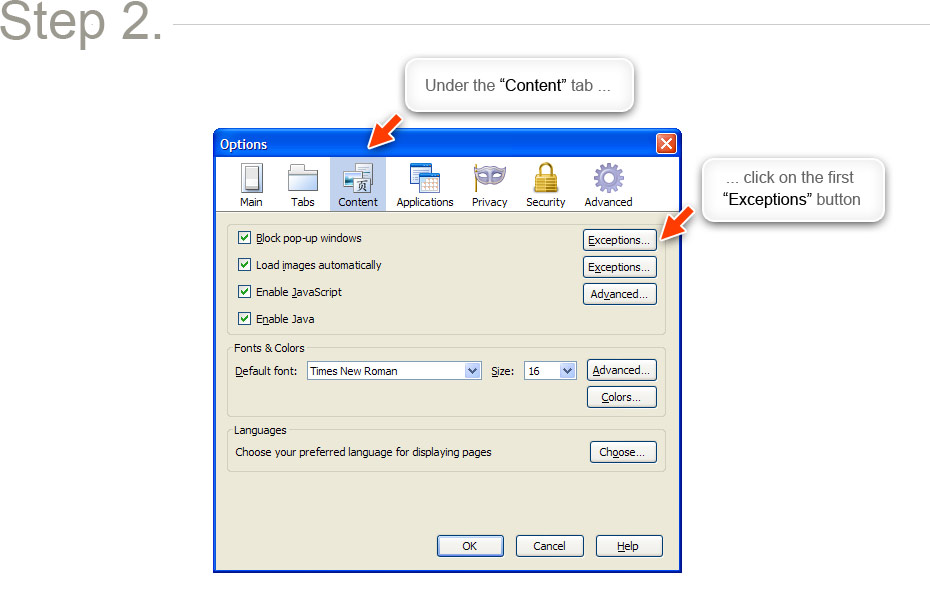 Step 2.
Under the “Content” tab ...
Options
Main Tabs Content Applications Privacy Security Advanced
... click on the first
“Exceptions” button
Block pop-up windows Exceptions...
Load images automatically Exceptions...
Enable JavaScript Advanced...
Enable Java
Fonts & Colors
Default font: Times New Roman Size: 16 Advanced...
Colors...
Languages
Choose your preferred language for displaying pages Choose...
OK Cancel Help